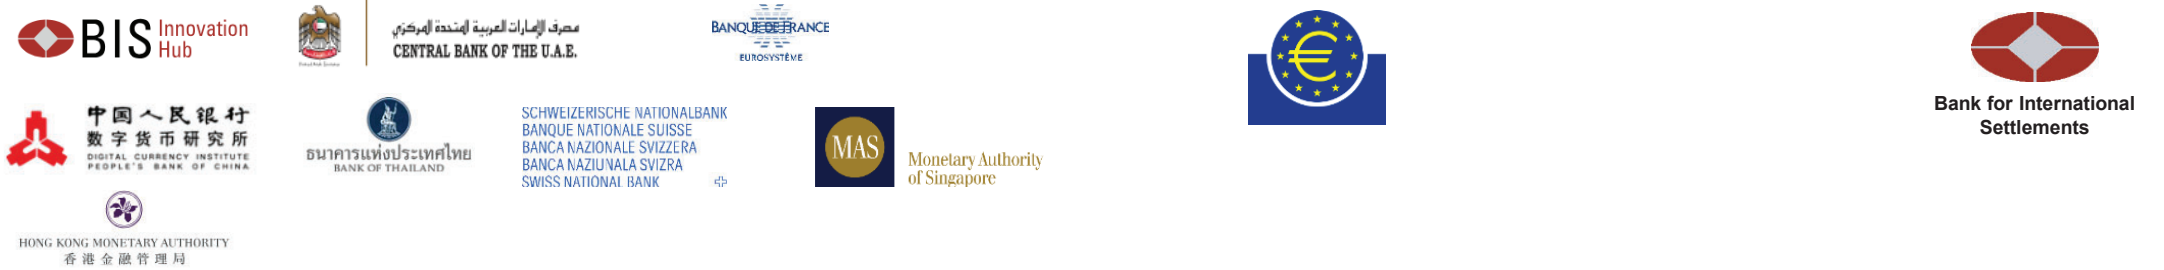 BIS Innovation
Hub
مصرف الإمارات العربية المتحدة المركزي
CENTRAL BANK OF THE U.A.E.
BANQUE DE FRANCE
EUROSYSTÈME
中国人民银行
数字货币研究所
DIGITAL CURRENCY INSTITUTE
PEOPLE'S BANK OF CHINA
ธนาคารแห่งประเทศไทย
BANK OF THAILAND
SCHWEIZERISCHE NATIONALBANK
BANQUE NATIONALE SUISSE
BANCA NAZIONALE SVIZZERA
BANCA NAZIUNALA SVIZRA
SWISS NATIONAL BANK
MAS
Monetary Authority
of Singapore
€
Bank for International
Settlements
HONG KONG MONETARY AUTHORITY
香港金融管理局